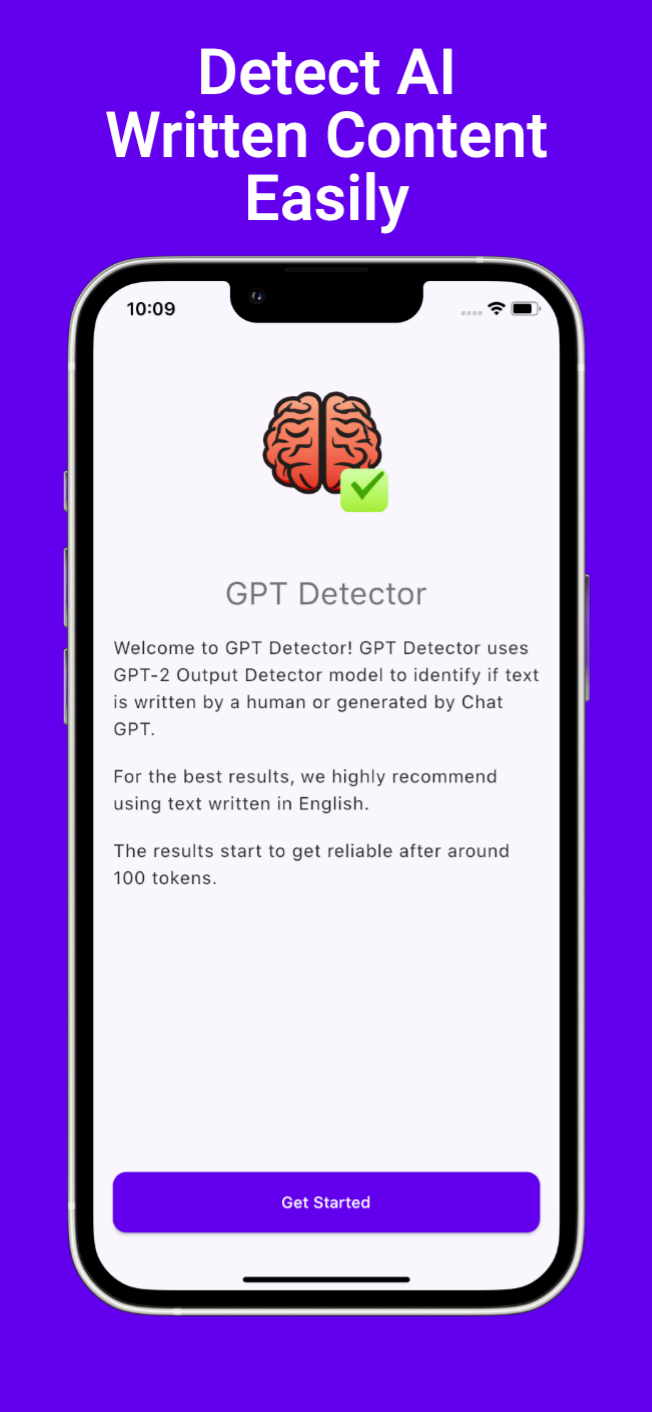 Detect AI
Written Content
Easily
10:09
GPT Detector
Welcome to GPT Detector! GPT Detector uses
GPT-2 Output Detector model to identify if text
is written by a human or generated by Chat
GPT.
For the best results, we highly recommend
using text written in English.
The results start to get reliable after around
100 tokens.
Get Started